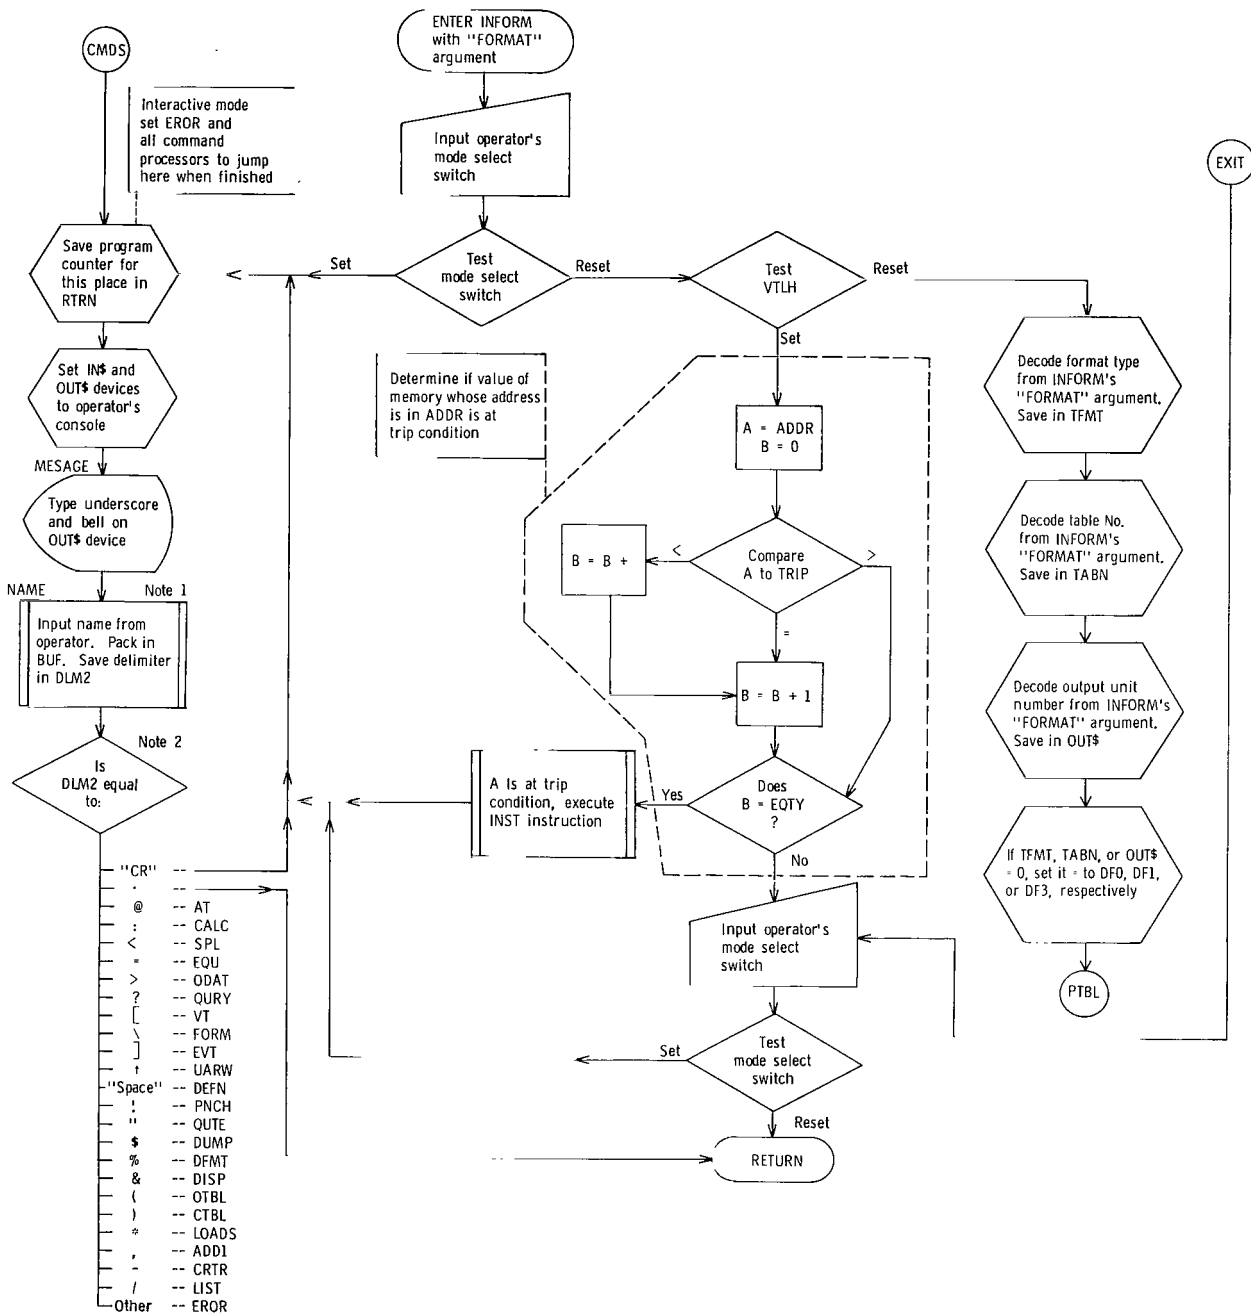 CMDS
Interactive mode
set EROR and
all command
processors to jump
here when finished
Save program
counter for
this place in
RTRN
Set IN$ and
OUT$ devices
to operator's
console
MESAGE
Type underscore
and bell on
OUT$ device
NAME
Note 1
Input name from
operator. Pack in
BUF. Save delimiter
in DLM2
Note 2
Is
DLM2 equal
to:
"CR" --
. --
@ -- AT
: -- CALC
< -- SPL
= -- EQU
> -- ODAT
? -- QURY
[ -- VT
\ -- FORM
] -- EVT
↑ -- UARW
"Space" -- DEFN
! -- PNCH
" -- QUTE
$ -- DUMP
% -- DFMT
& -- DISP
( -- OTBL
) -- CTBL
* -- LOADS
, -- ADD1
- -- CRTR
/ -- LIST
Other -- EROR
ENTER INFORM
with "FORMAT"
argument
Input operator's
mode select
switch
Test
mode select
switch
Set
Reset
Test
VTLH
Reset
Set
Determine if value of
memory whose address
is in ADDR is at
trip condition
A = ADDR
B = 0
Compare
A to TRIP
<
>
=
B = B +
B = B + 1
Does
B = EQTY
?
Yes
No
A Is at trip
condition, execute
INST instruction
Input operator's
mode select
switch
Test
mode select
switch
Set
Reset
RETURN
EXIT
Decode format type
from INFORM's
"FORMAT" argument.
Save in TFMT
Decode table No.
from INFORM's
"FORMAT" argument.
Save in TABN
Decode output unit
number from INFORM's
"FORMAT" argument.
Save in OUT$
If TFMT, TABN, or OUT$
= 0, set it = to DF0, DF1,
or DF3, respectively
PTBL